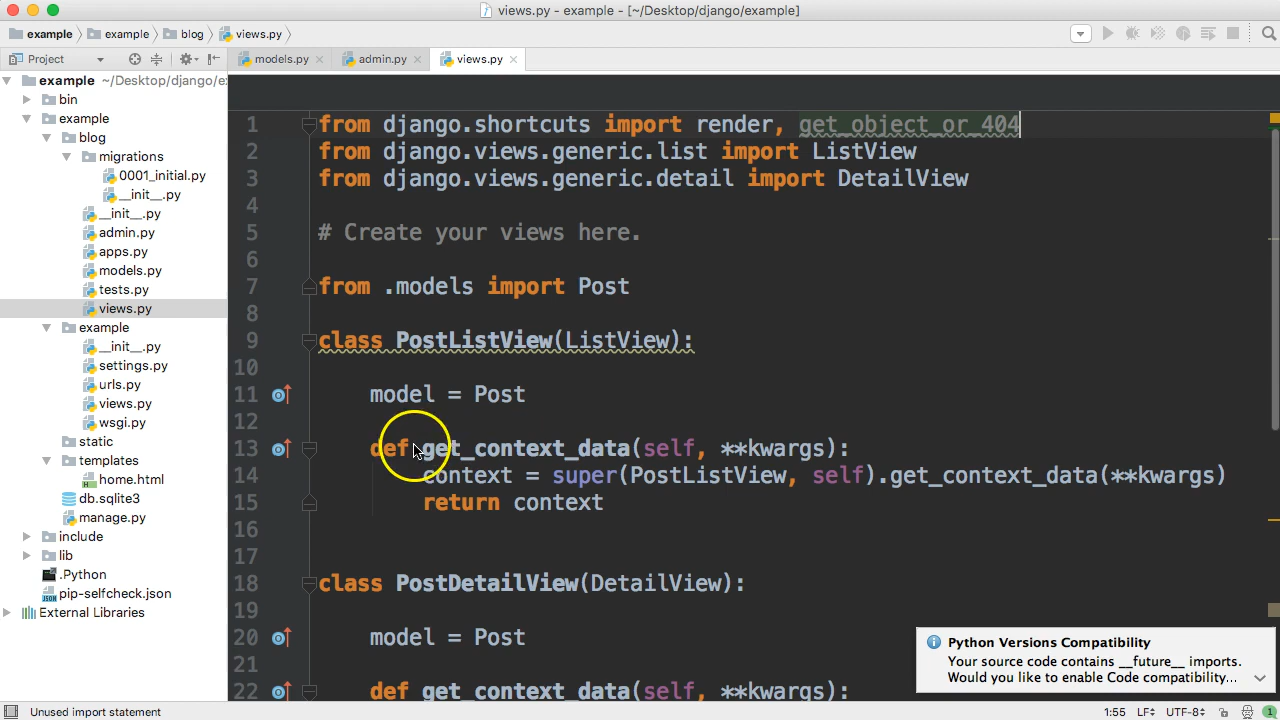 views.py - example - [~/Desktop/django/example]
example example blog views.py
Project
models.py admin.py views.py
example ~/Desktop/django/e
bin
example
blog
migrations
0001_initial.py
__init__.py
__init__.py
admin.py
apps.py
models.py
tests.py
views.py
example
__init__.py
settings.py
urls.py
views.py
wsgi.py
static
templates
home.html
db.sqlite3
manage.py
include
lib
.Python
pip-selfcheck.json
External Libraries
1 from django.shortcuts import render, get_object_or_404
2 from django.views.generic.list import ListView
3 from django.views.generic.detail import DetailView
4
5 # Create your views here.
6
7 from .models import Post
8
9 class PostListView(ListView):
10
11 model = Post
12
13 def get_context_data(self, **kwargs):
14 context = super(PostListView, self).get_context_data(**kwargs)
15 return context
16
17
18 class PostDetailView(DetailView):
19
20 model = Post
21
22 def get_context_data(self, **kwargs):
Python Versions Compatibility
Your source code contains __future__ imports.
Would you like to enable Code compatibility...
Unused import statement
1:55 LF UTF-8 1